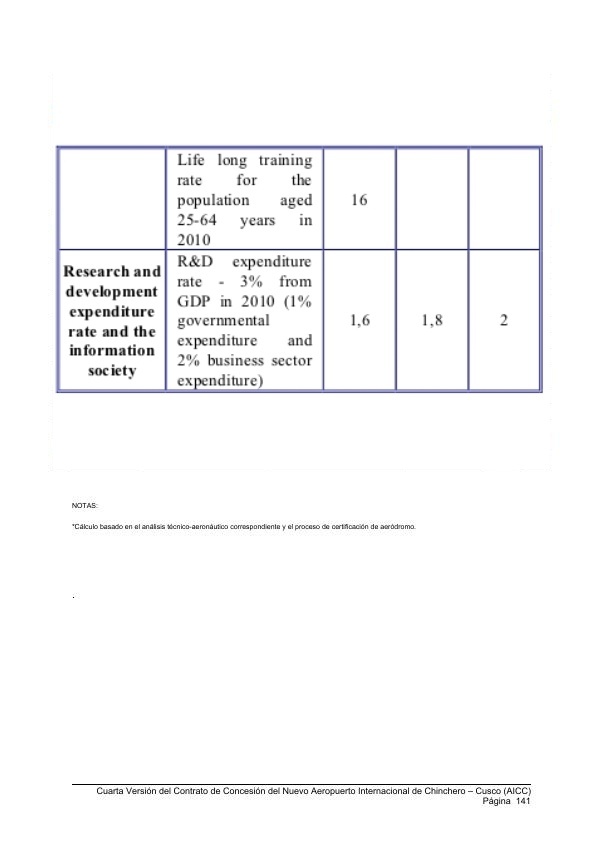 Life long training
rate for the
population aged
25-64 years in
2010
16
Research and
development
expenditure
rate and the
information
society
R&D expenditure
rate - 3% from
GDP in 2010 (1%
governmental
expenditure and
2% business sector
expenditure)
1,6
1,8
2
NOTAS:
*Cálculo basado en el análisis técnico-aeronáutico correspondiente y el proceso de certificación de aeródromo.
.
Cuarta Versión del Contrato de Concesión del Nuevo Aeropuerto Internacional de Chinchero – Cusco (AICC)
Página 141